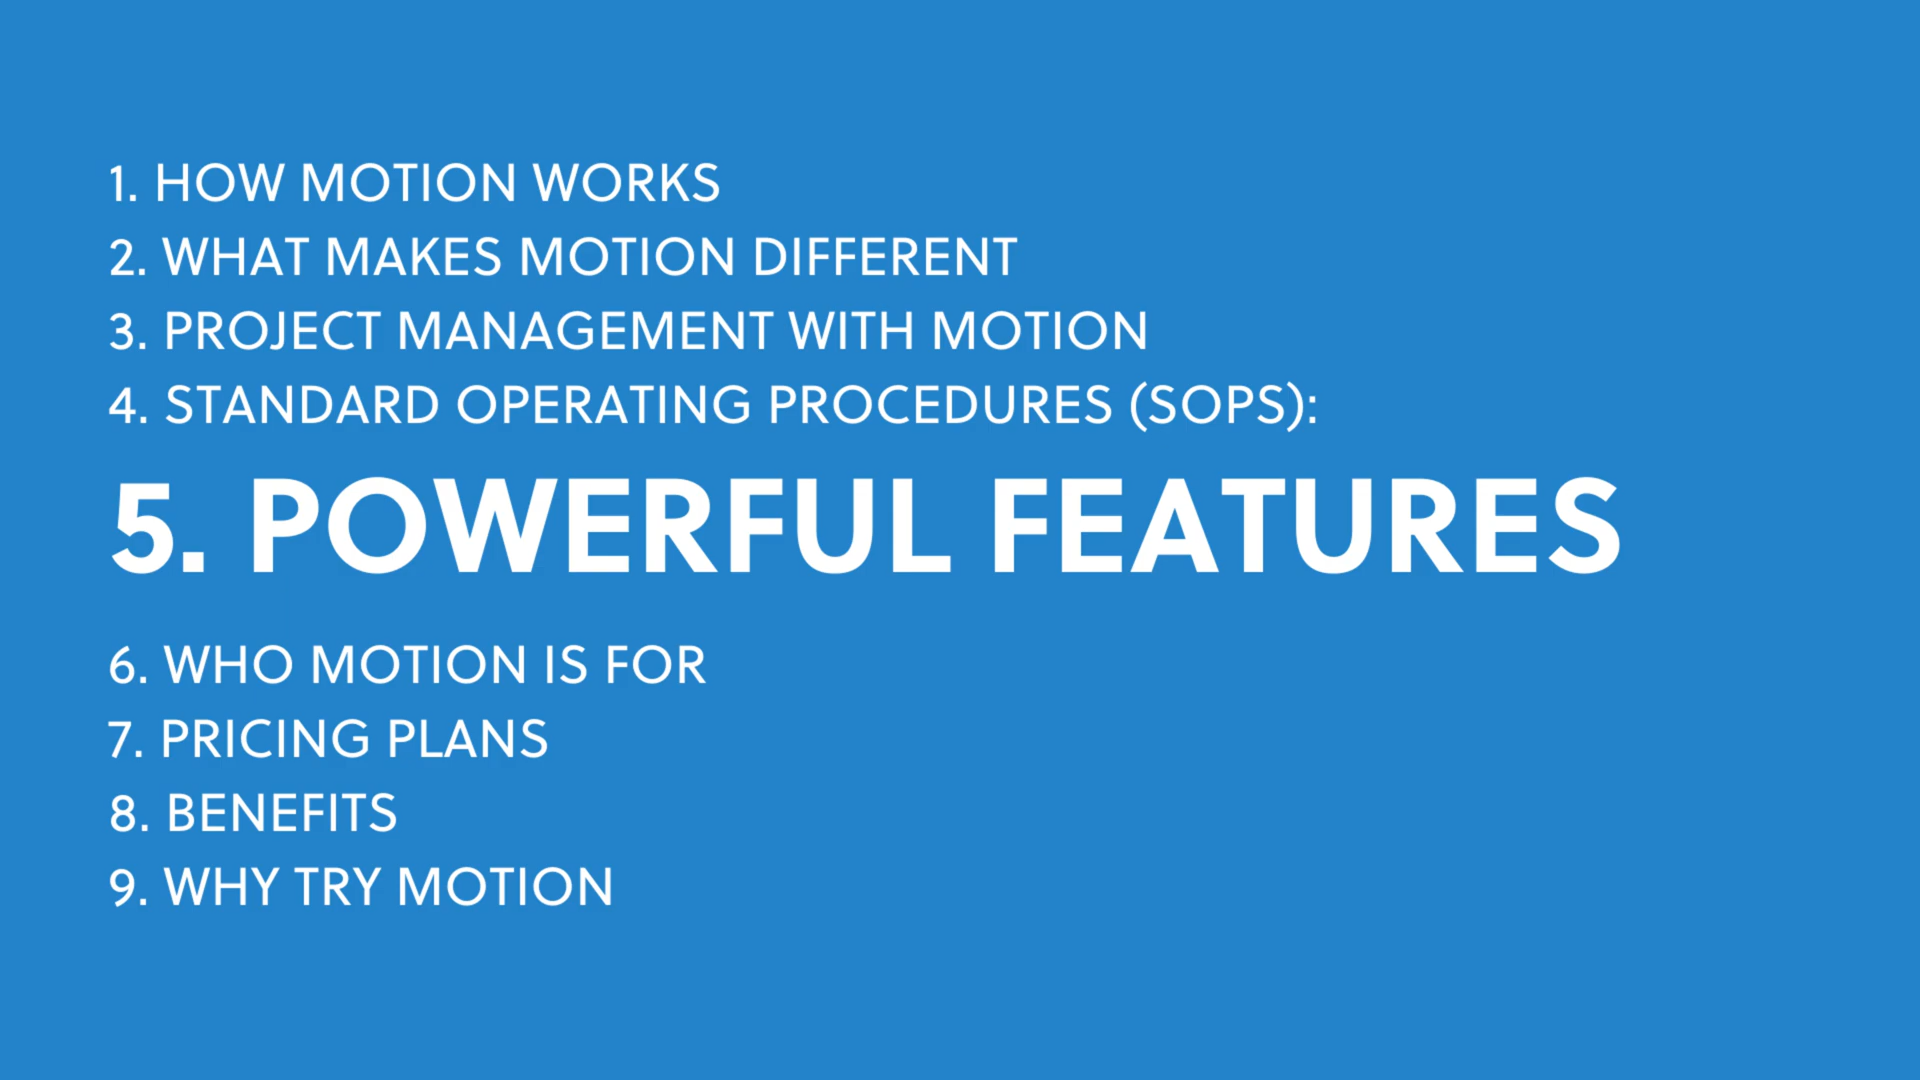 1. HOW MOTION WORKS
2. WHAT MAKES MOTION DIFFERENT
3. PROJECT MANAGEMENT WITH MOTION
4. STANDARD OPERATING PROCEDURES (SOPS):
5. POWERFUL FEATURES
6. WHO MOTION IS FOR
7. PRICING PLANS
8. BENEFITS
9. WHY TRY MOTION